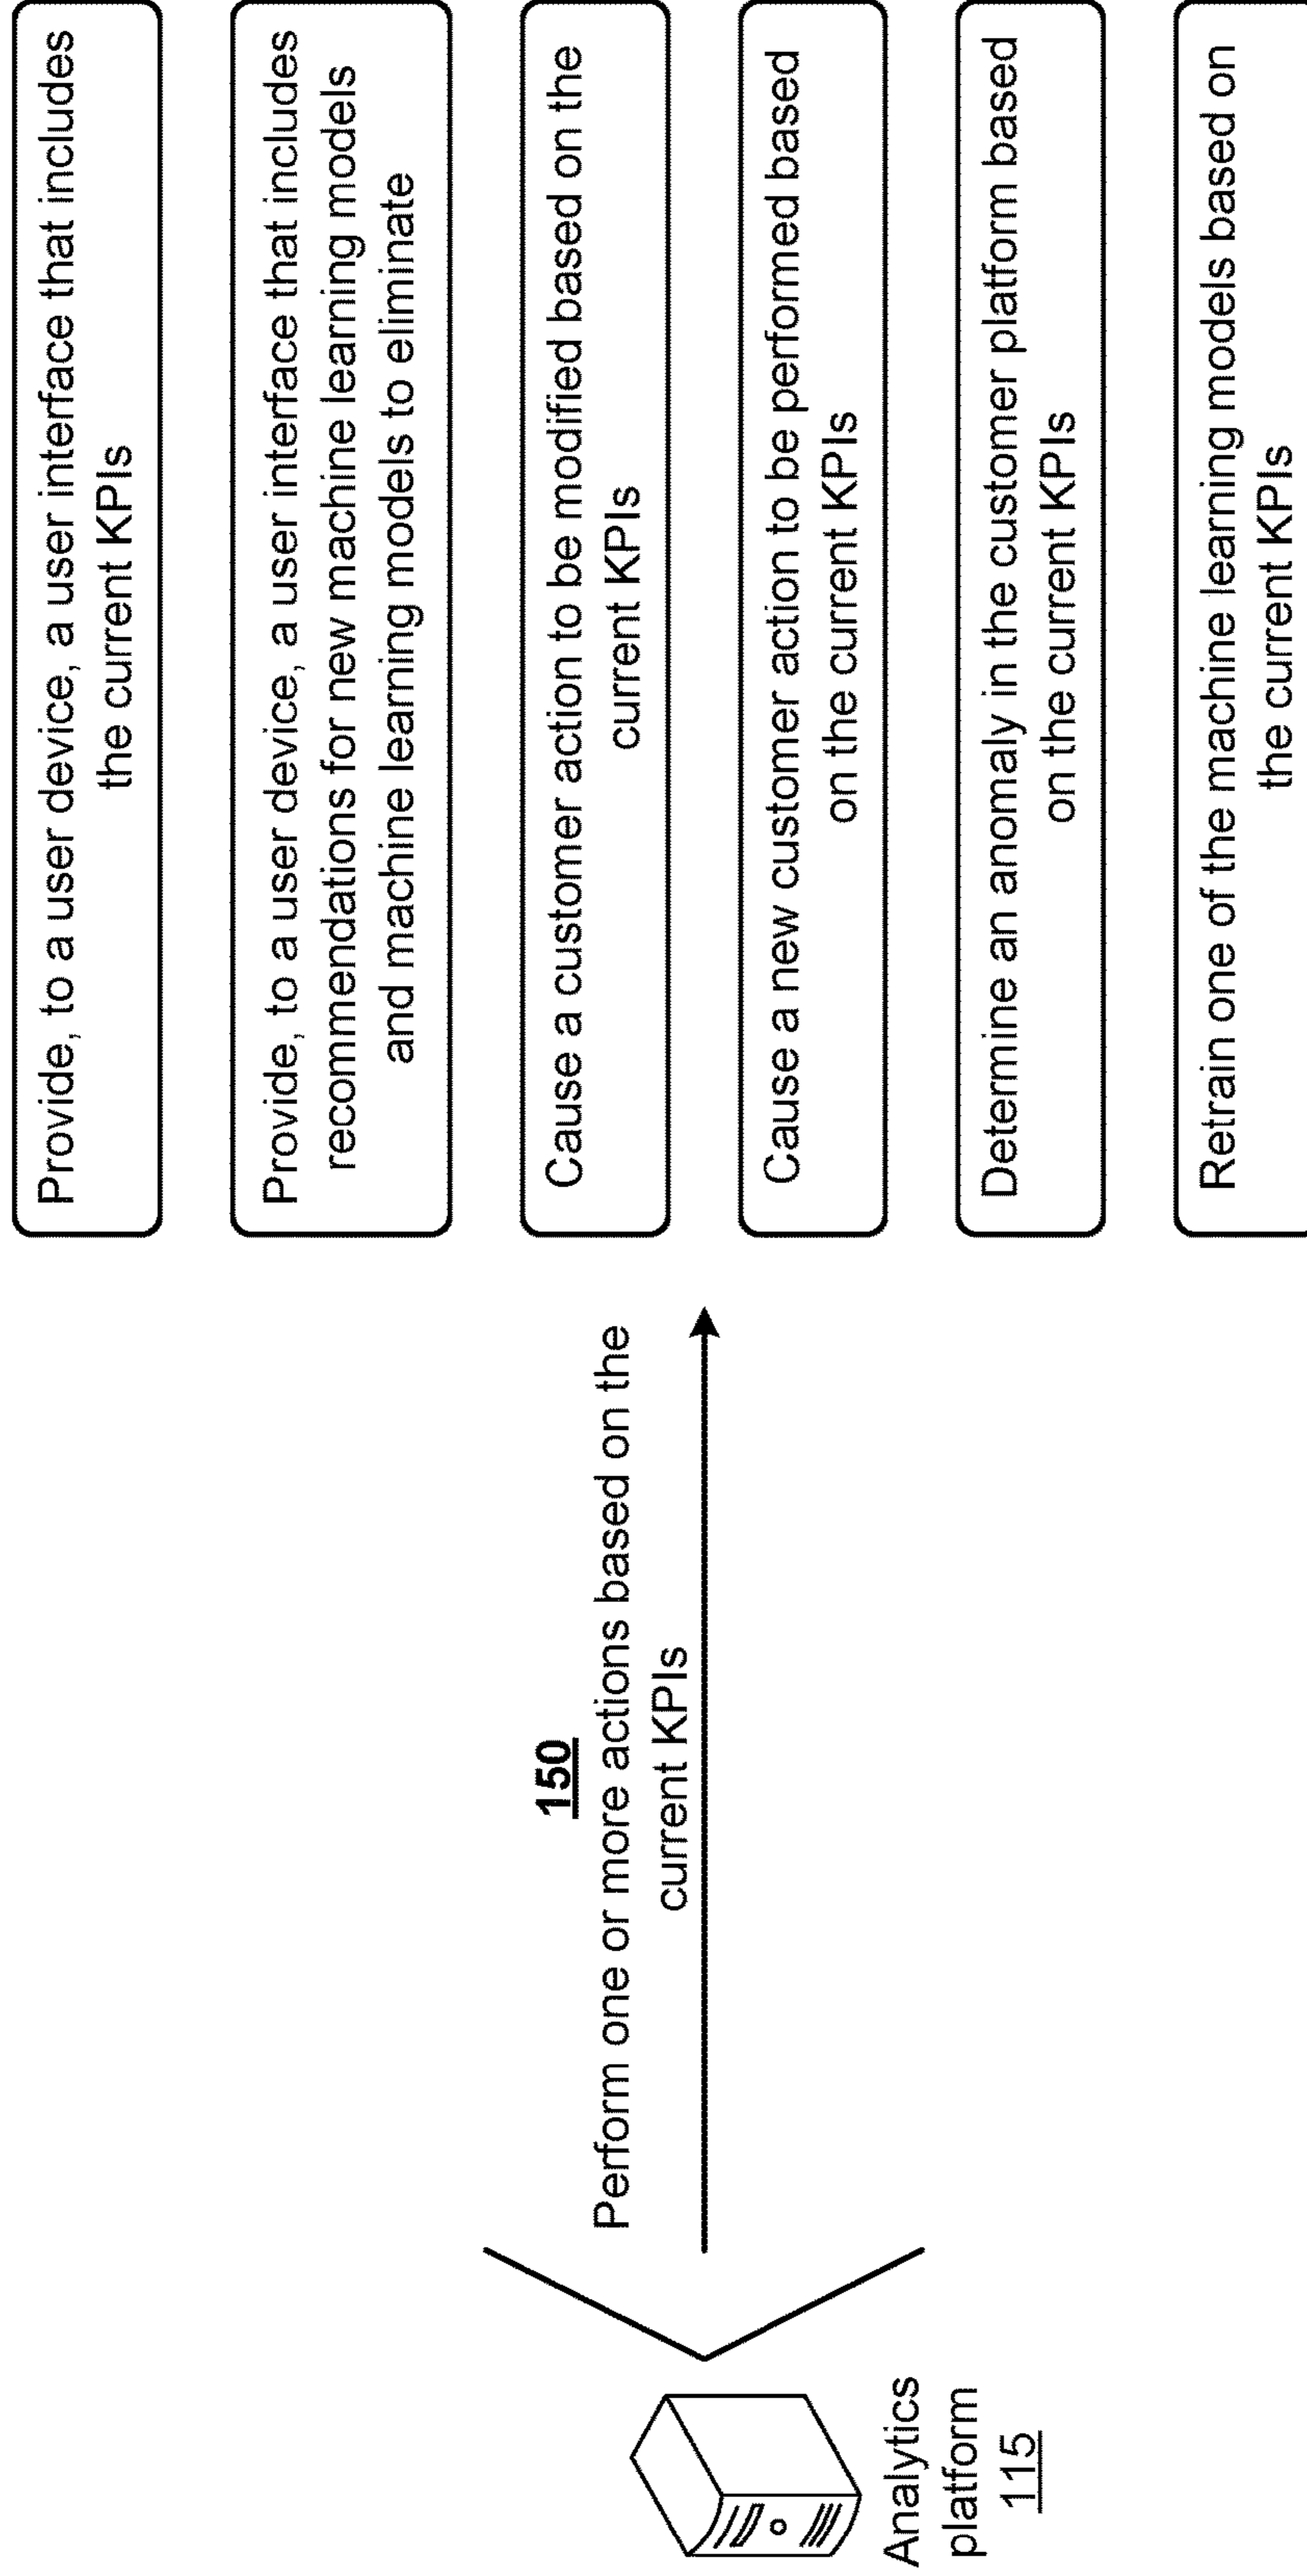 Analytics
platform
115
150
Perform one or more actions based on the
current KPIs
Provide, to a user device, a user interface that includes
the current KPIs
Provide, to a user device, a user interface that includes
recommendations for new machine learning models
and machine learning models to eliminate
Cause a customer action to be modified based on the
current KPIs
Cause a new customer action to be performed based
on the current KPIs
Determine an anomaly in the customer platform based
on the current KPIs
Retrain one of the machine learning models based on
the current KPIs